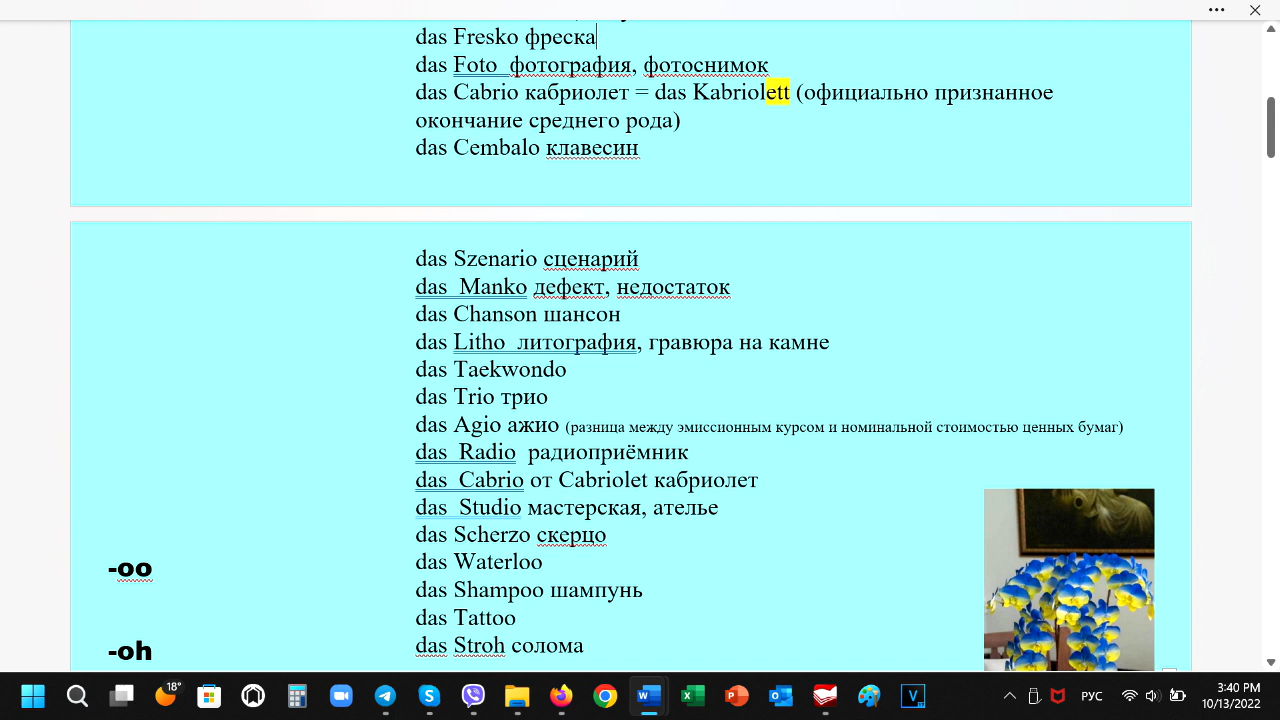 das Fresko фреска
das Foto фотография, фотоснимок
das Cabrio кабриолет = das Kabriolett (официально признанное
окончание среднего рода)
das Cembalo клавесин
das Szenario сценарий
das Manko дефект, недостаток
das Chanson шансон
das Litho литография, гравюра на камне
das Taekwondo
das Trio трио
das Agio ажио (разница между эмиссионным курсом и номинальной стоимостью ценных бумаг)
das Radio радиоприёмник
das Cabrio от Cabriolet кабриолет
das Studio мастерская, ателье
das Scherzo скерцо
-oo
das Waterloo
das Shampoo шампунь
das Tattoo
-oh
das Stroh солома
18°
РУС
3:40 PM
10/13/2022